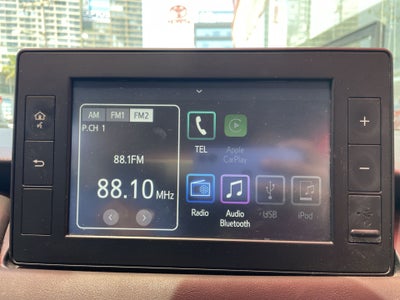 AM FM1 FM2
P.CH 1
88.1FM
88.10 MHz
TEL
Apple
CarPlay
Radio
Audio
Bluetooth
USB
iPod